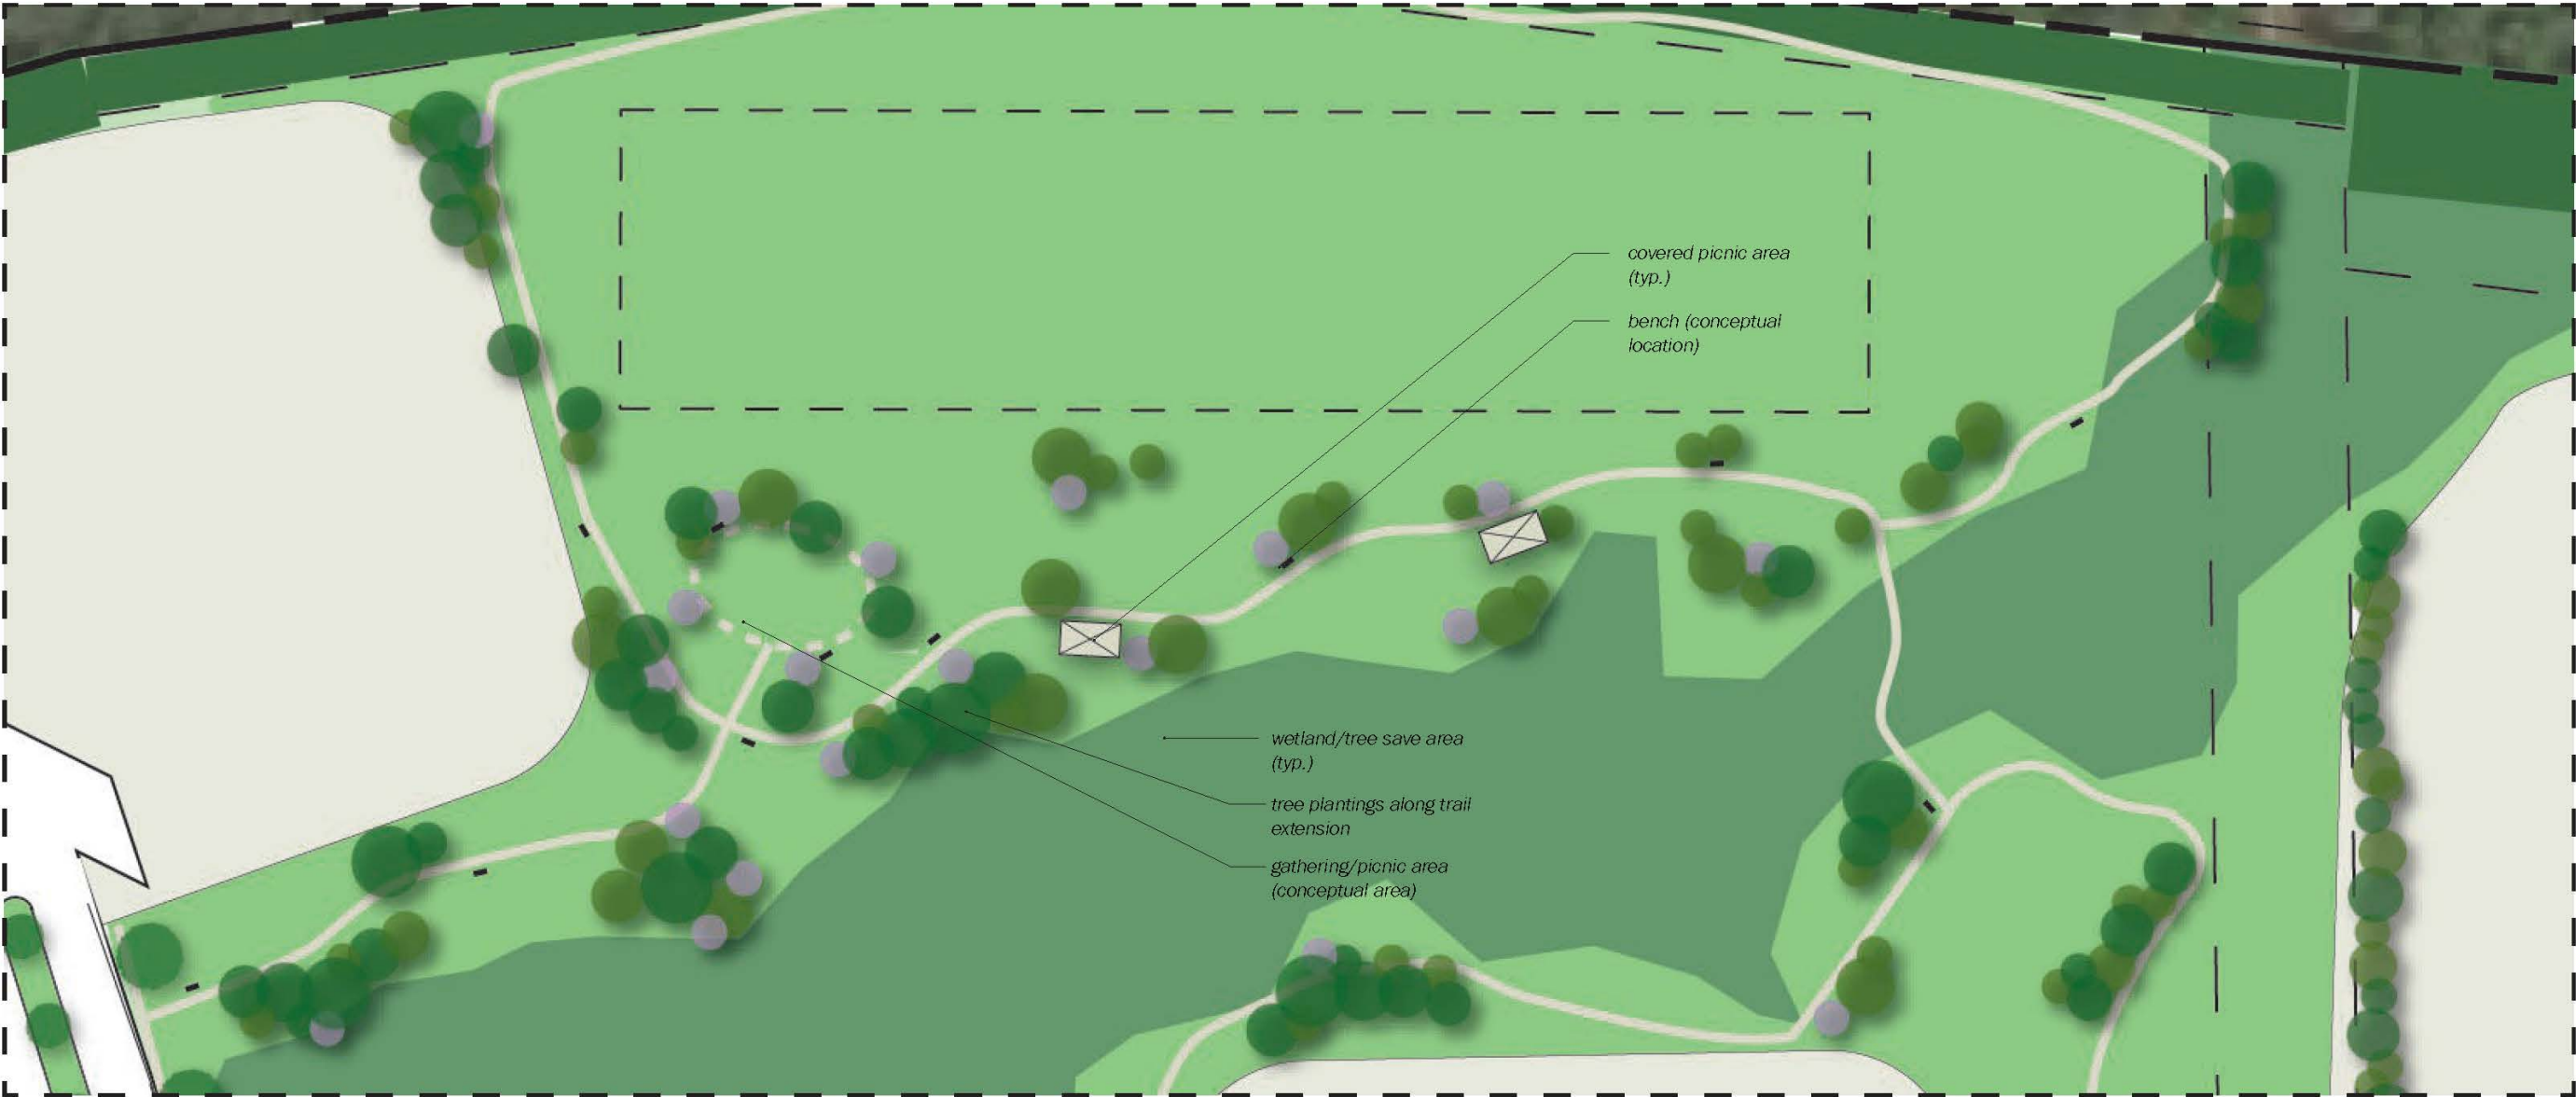 covered picnic area
(typ.)
bench (conceptual
location)
wetland/tree save area
(typ.)
tree plantings along trail
extension
gathering/picnic area
(conceptual area)